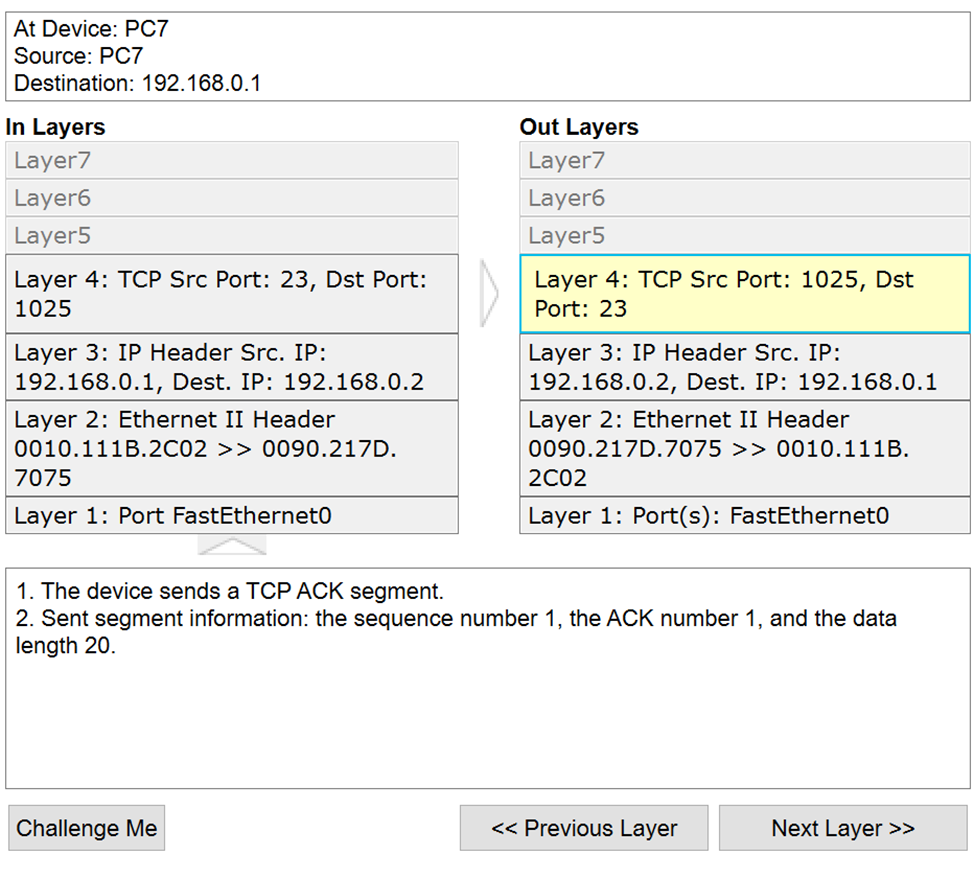 At Device: PC7
Source: PC7
Destination: 192.168.0.1
In Layers
Layer7
Layer6
Layer5
Layer 4: TCP Src Port: 23, Dst Port:
1025
Layer 3: IP Header Src. IP:
192.168.0.1, Dest. IP: 192.168.0.2
Layer 2: Ethernet II Header
0010.111B.2C02 >> 0090.217D.
7075
Layer 1: Port FastEthernet0
Out Layers
Layer7
Layer6
Layer5
Layer 4: TCP Src Port: 1025, Dst
Port: 23
Layer 3: IP Header Src. IP:
192.168.0.2, Dest. IP: 192.168.0.1
Layer 2: Ethernet II Header
0090.217D.7075 >> 0010.111B.
2C02
Layer 1: Port(s): FastEthernet0
1. The device sends a TCP ACK segment.
2. Sent segment information: the sequence number 1, the ACK number 1, and the data
length 20.
Challenge Me
<< Previous Layer
Next Layer >>